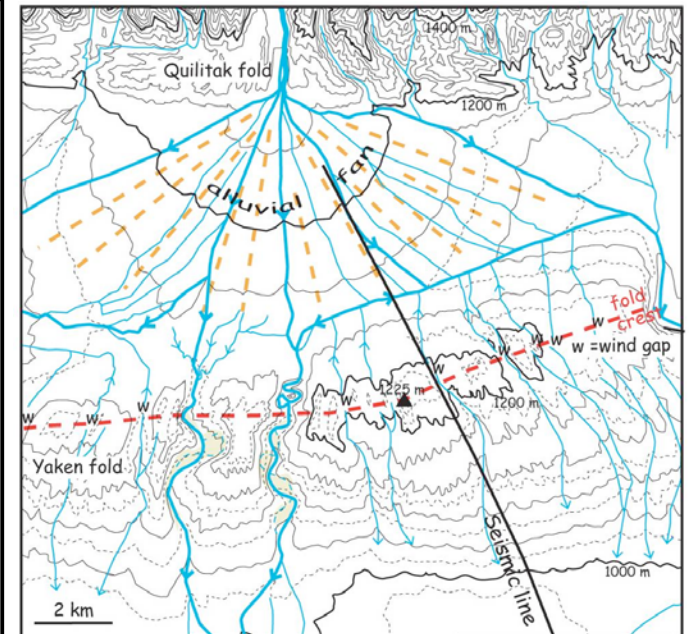 1400 m
Quilitak fold
1200 m
alluvial fan
fold
crest
w
w
w
w =wind gap
w
w
1225 m
w
w
w
1200 m
w
Yaken fold
Seismic line
1000 m
2 km